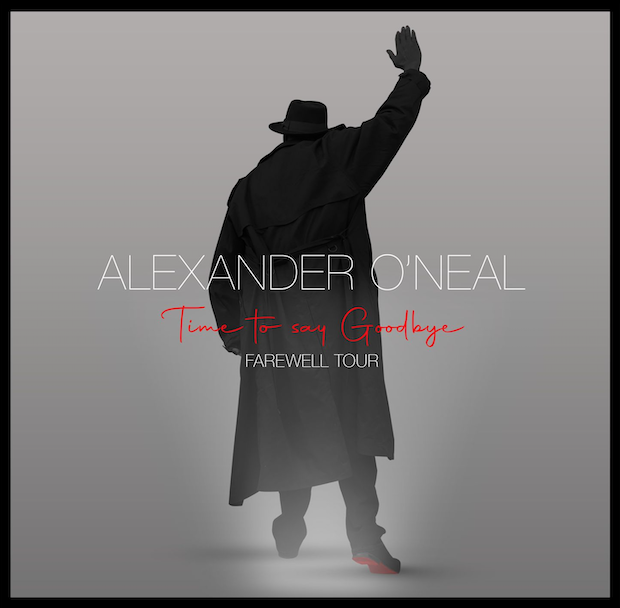 ALEXANDER O'NEAL
Time to say Goodbye
FAREWELL TOUR